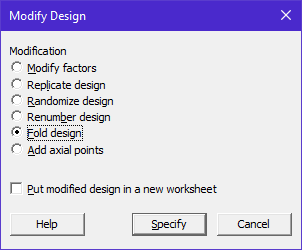 Modify Design
Modification
Modify factors
Replicate design
Randomize design
Renumber design
Fold design
Add axial points
Put modified design in a new worksheet
Help
Specify
Cancel